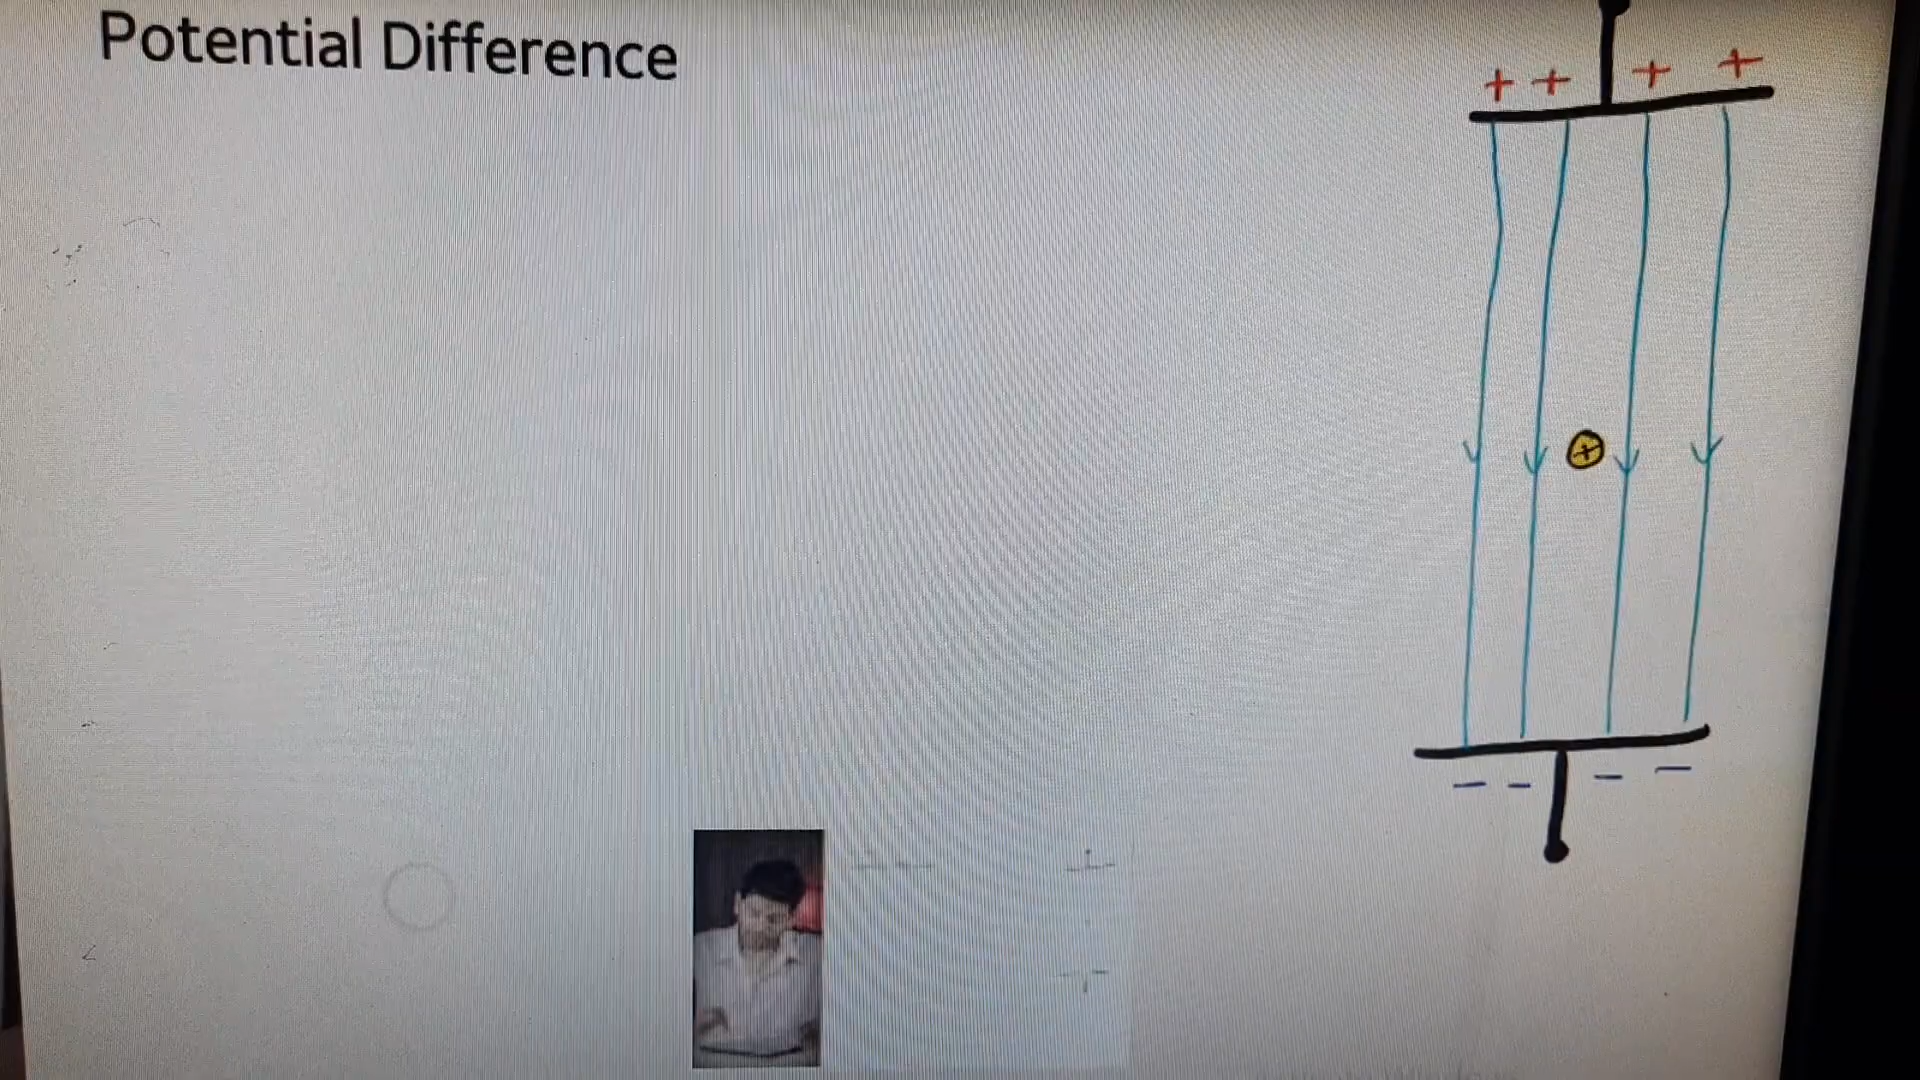 Potential Difference
+ + + +
+
- - - -